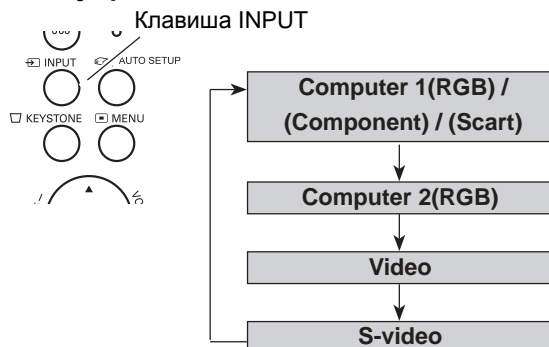 Клавиша INPUT
INPUT
AUTO SETUP
KEYSTONE
MENU
Computer 1(RGB) /
(Component) / (Scart)
Computer 2(RGB)
Video
S-video